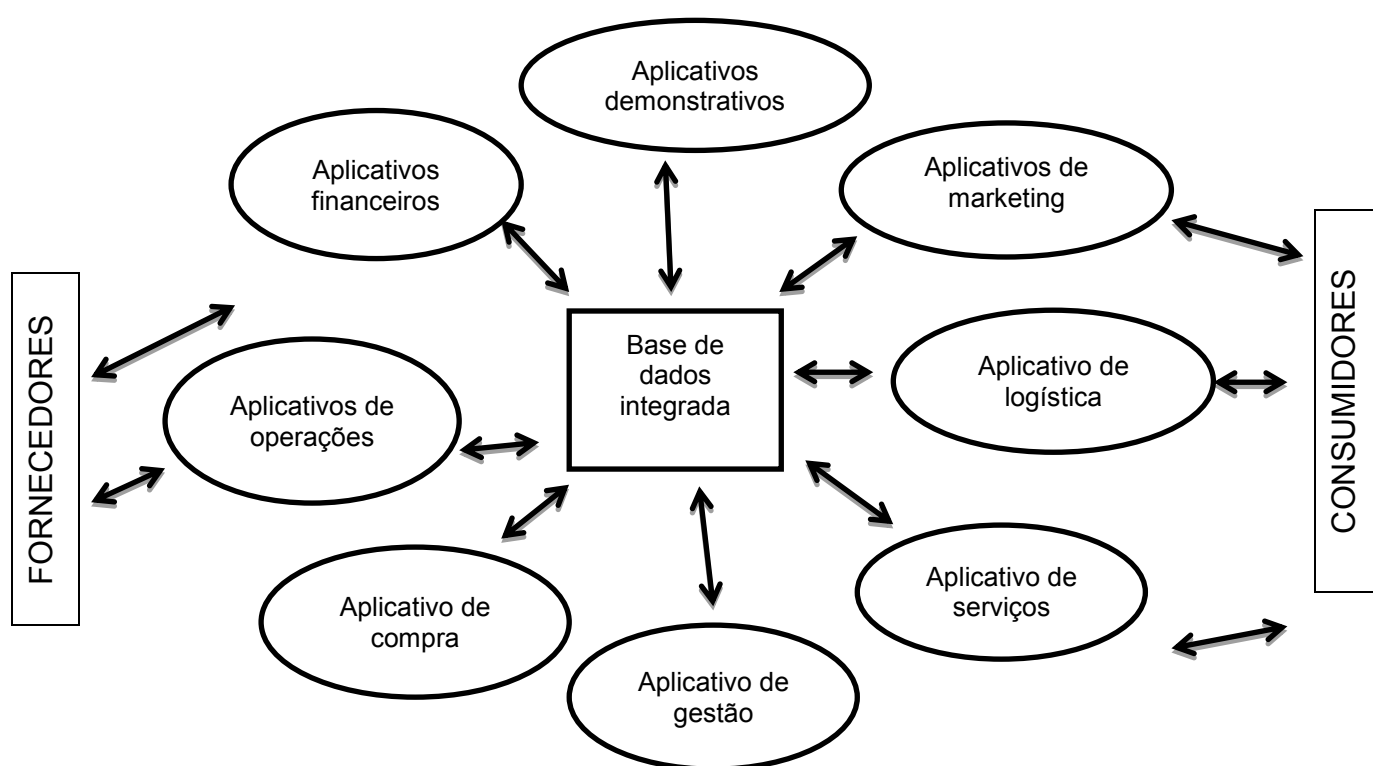 Aplicativos
demonstrativos
Aplicativos
financeiros
Aplicativos de
marketing
FORNECEDORES
Aplicativos de
operações
Base de
dados
integrada
Aplicativo de
logística
CONSUMIDORES
Aplicativo de
compra
Aplicativo de
gestão
Aplicativo de
serviços